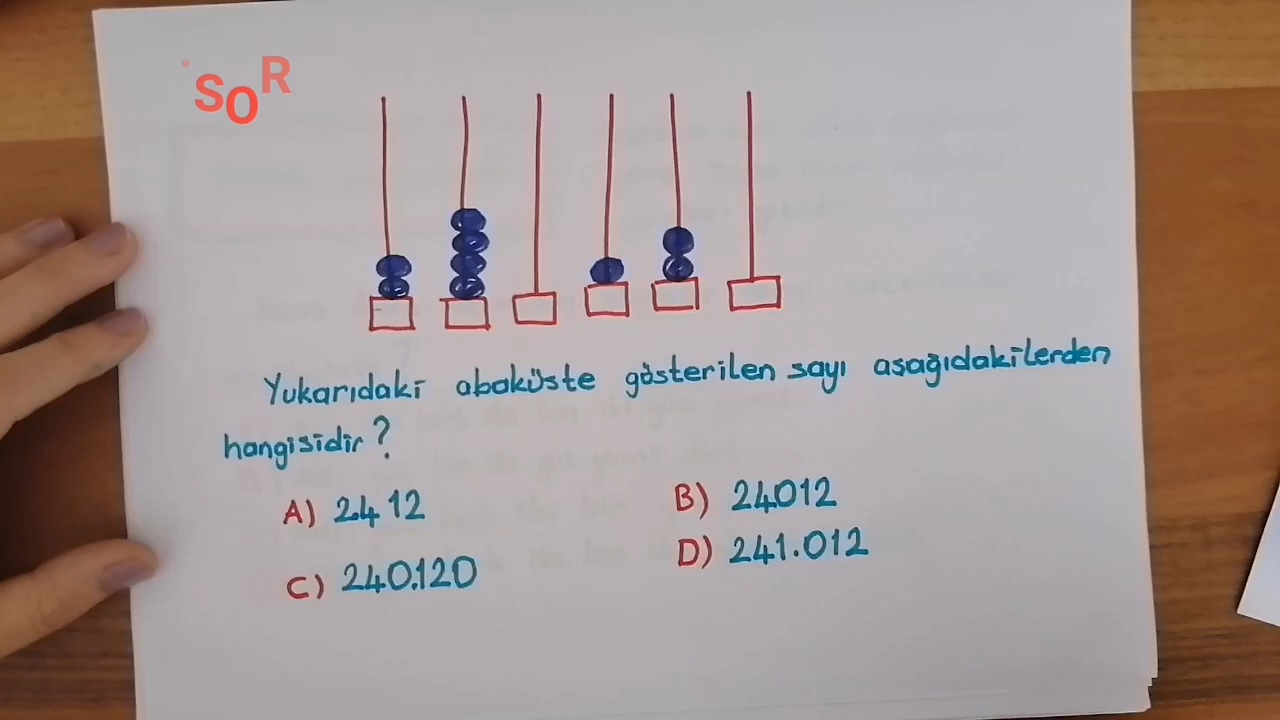 SOR
Yukarıdaki abaküste gösterilen sayı aşağıdakilerden
hangisidir?
A) 2412
B) 24012
C) 240.120
D) 241.012